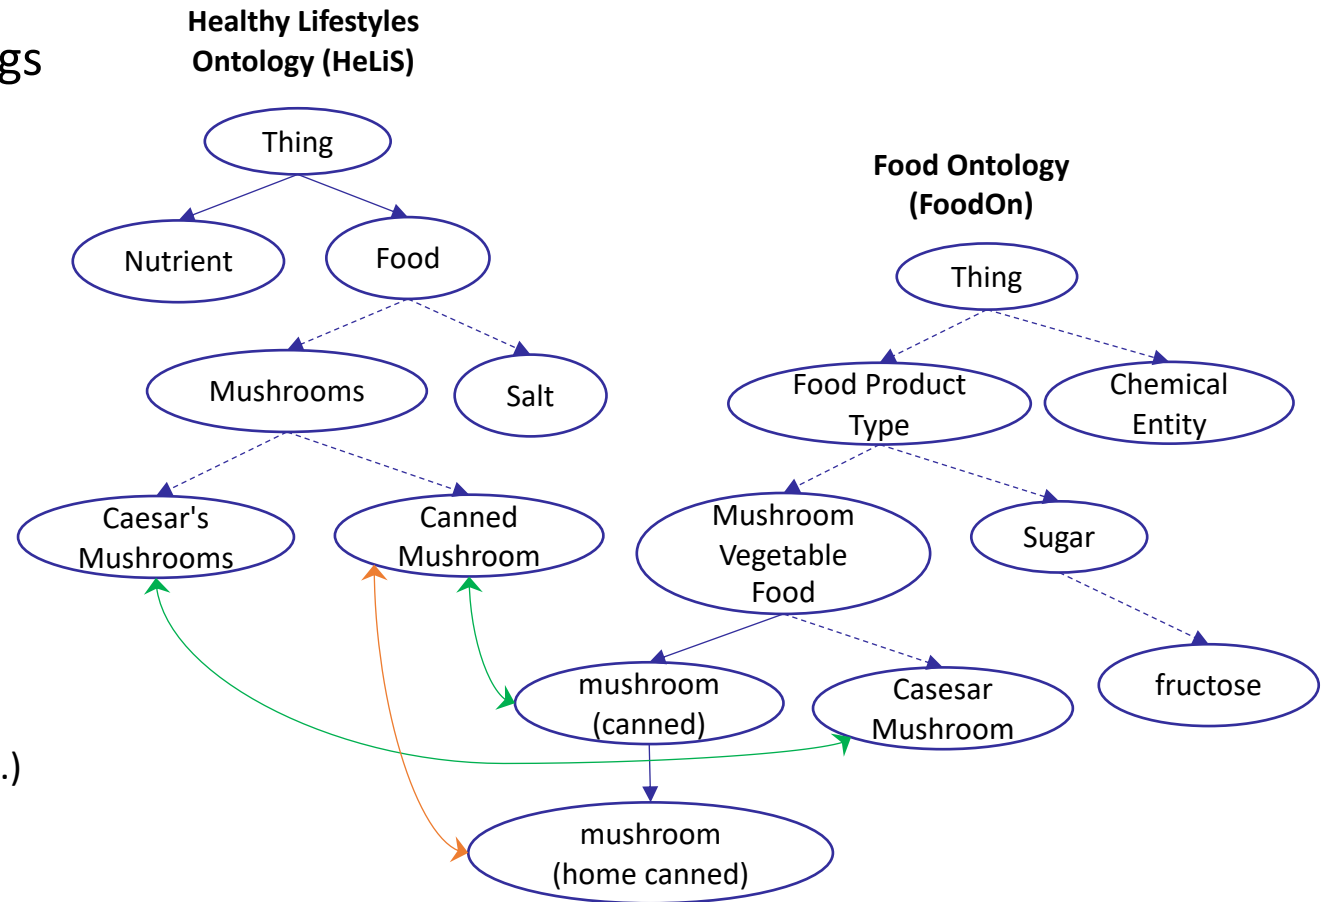 Healthy Lifestyles
Ontology (HeLiS)
gs
Thing
Nutrient
Food
Mushrooms
Salt
Caesar's
Mushrooms
Canned
Mushroom
.)
Food Ontology
(FoodOn)
Thing
Food Product
Type
Chemical
Entity
Mushroom
Vegetable
Food
Sugar
mushroom
(canned)
Casesar
Mushroom
fructose
mushroom
(home canned)